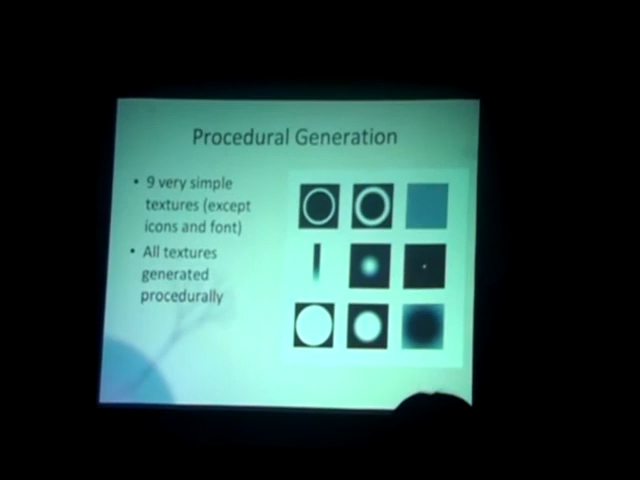 Procedural Generation
• 9 very simple
textures (except
icons and font)
• All textures
generated
procedurally